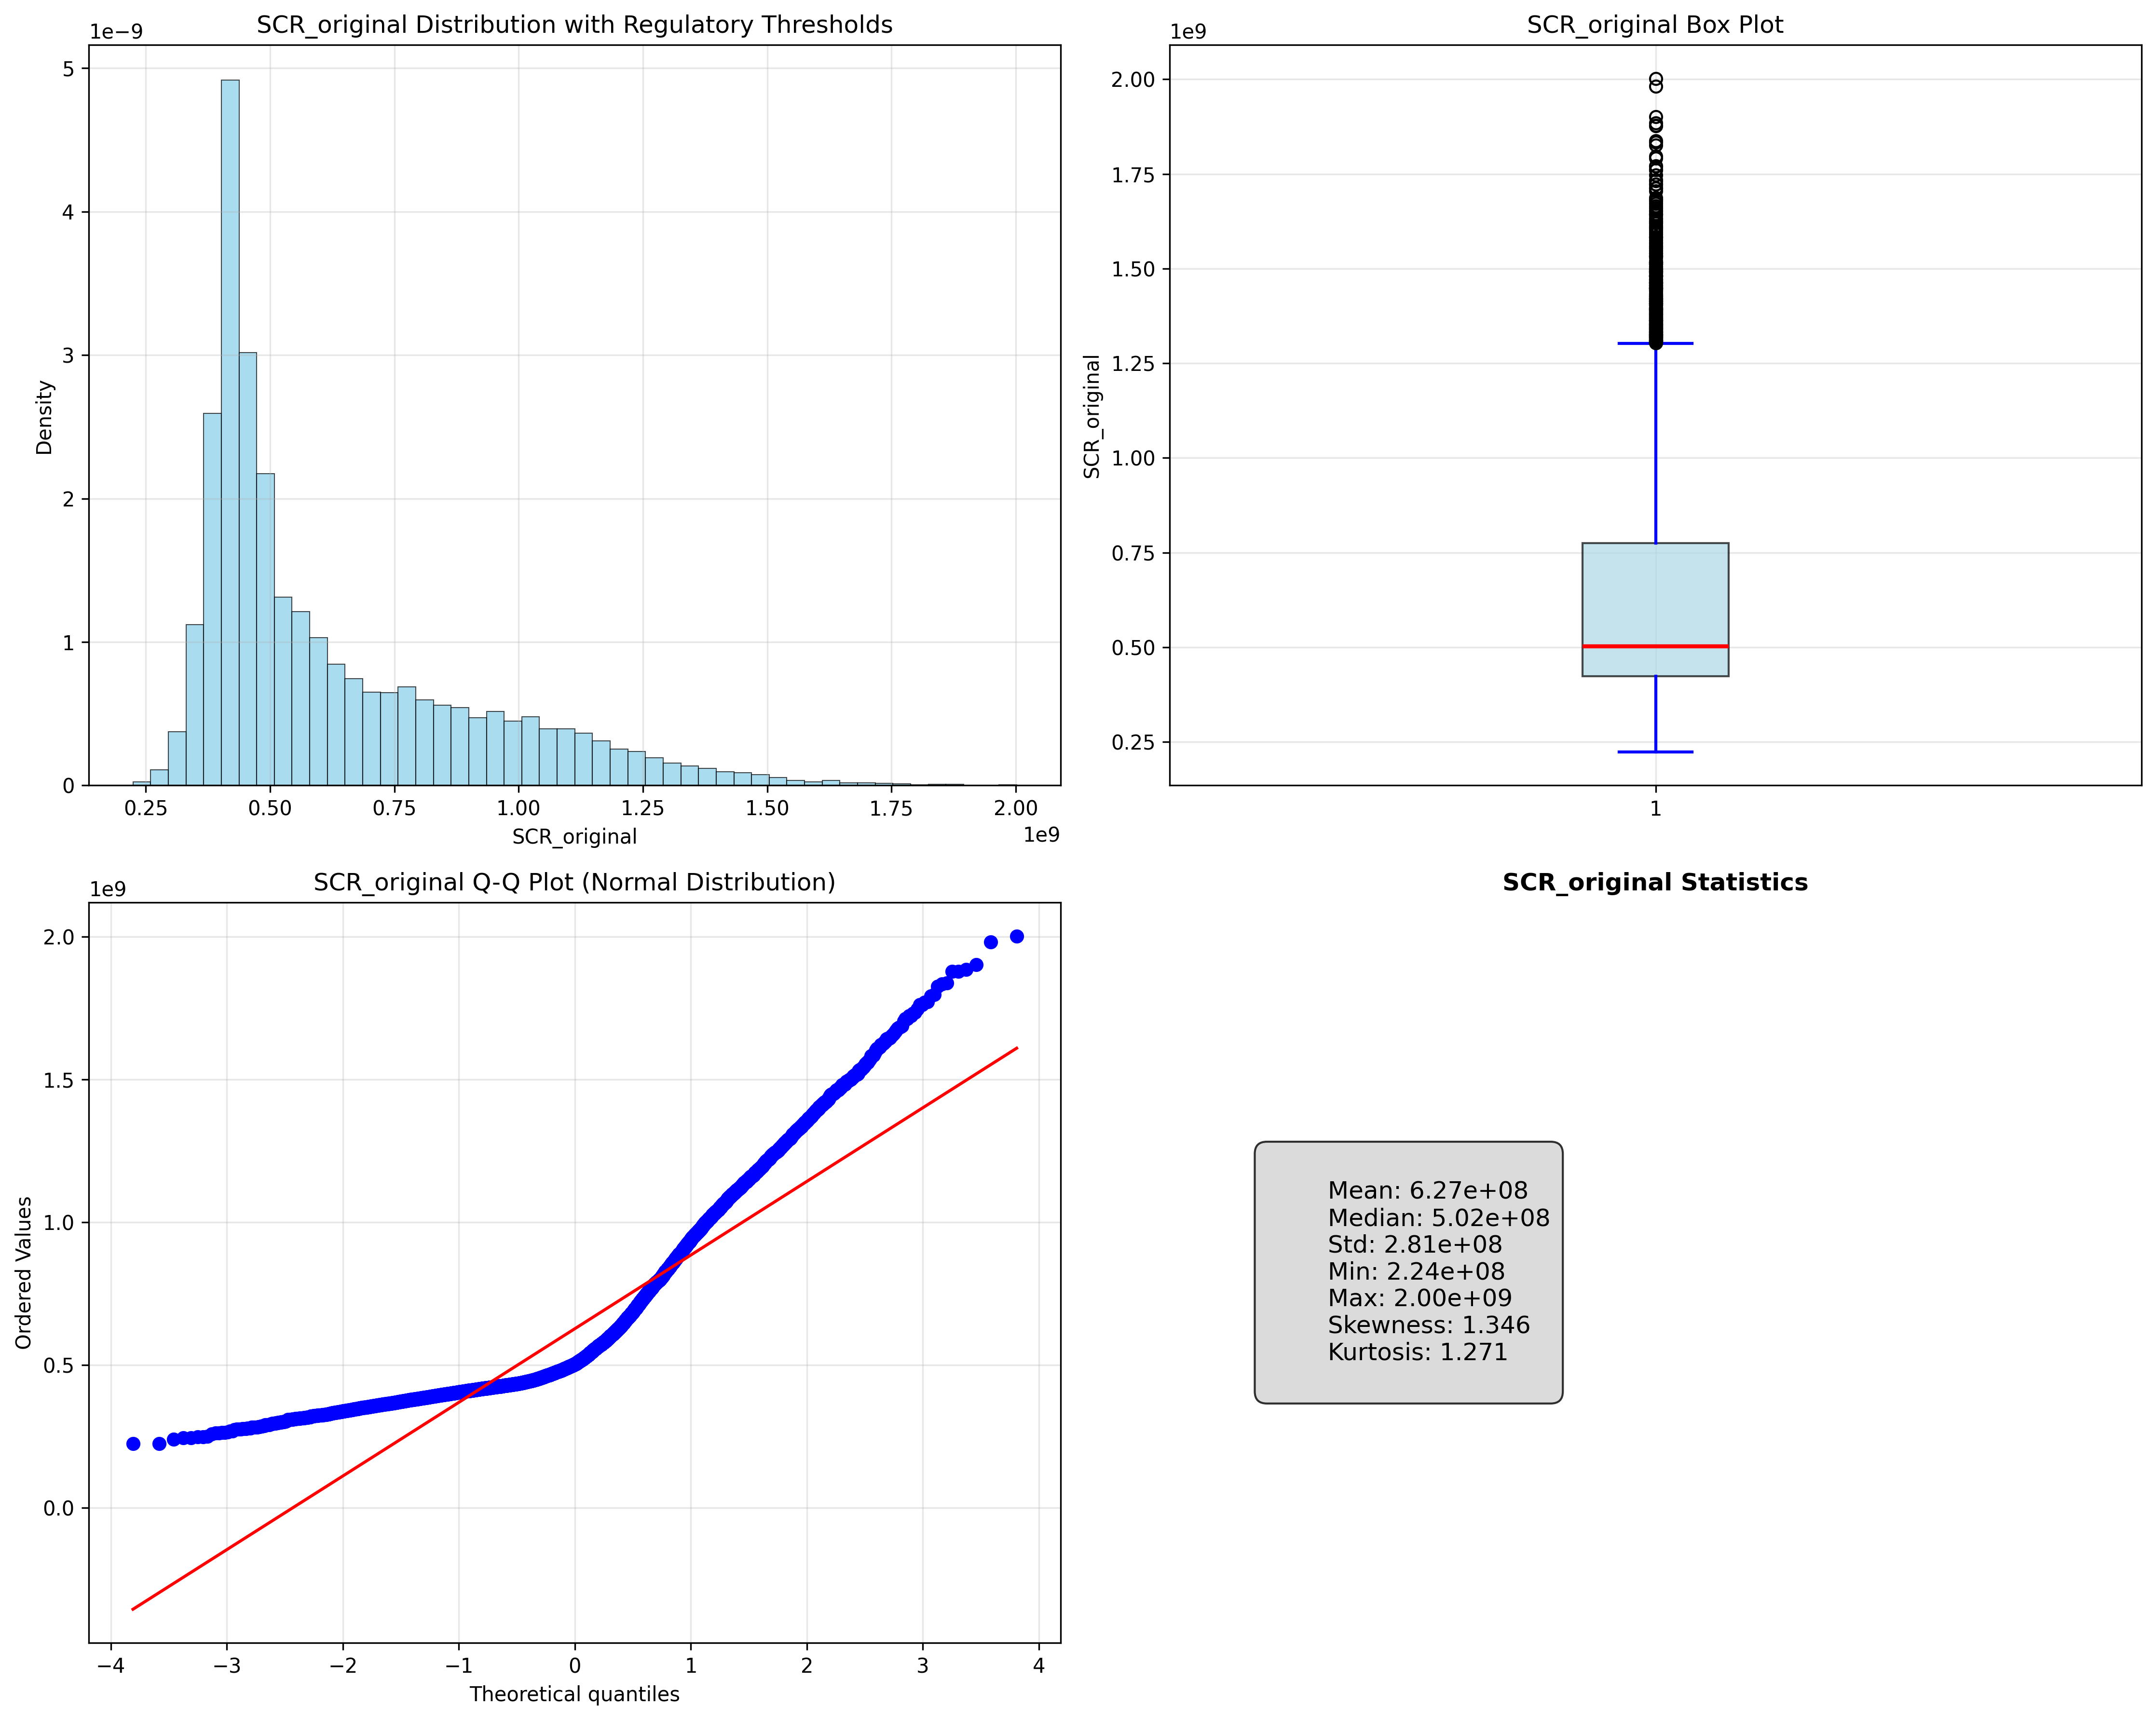 SCR_original Distribution with Regulatory Thresholds
1e−9
5
4
3
2
1
0
Density
0.25 0.50 0.75 1.00 1.25 1.50 1.75 2.00
1e9
SCR_original
SCR_original Box Plot
1e9
2.00
1.75
1.50
1.25
1.00
0.75
0.50
0.25
SCR_original
1
SCR_original Q-Q Plot (Normal Distribution)
1e9
2.0
1.5
1.0
0.5
0.0
Ordered Values
−4 −3 −2 −1 0 1 2 3 4
Theoretical quantiles
SCR_original Statistics
Mean: 6.27e+08
Median: 5.02e+08
Std: 2.81e+08
Min: 2.24e+08
Max: 2.00e+09
Skewness: 1.346
Kurtosis: 1.271